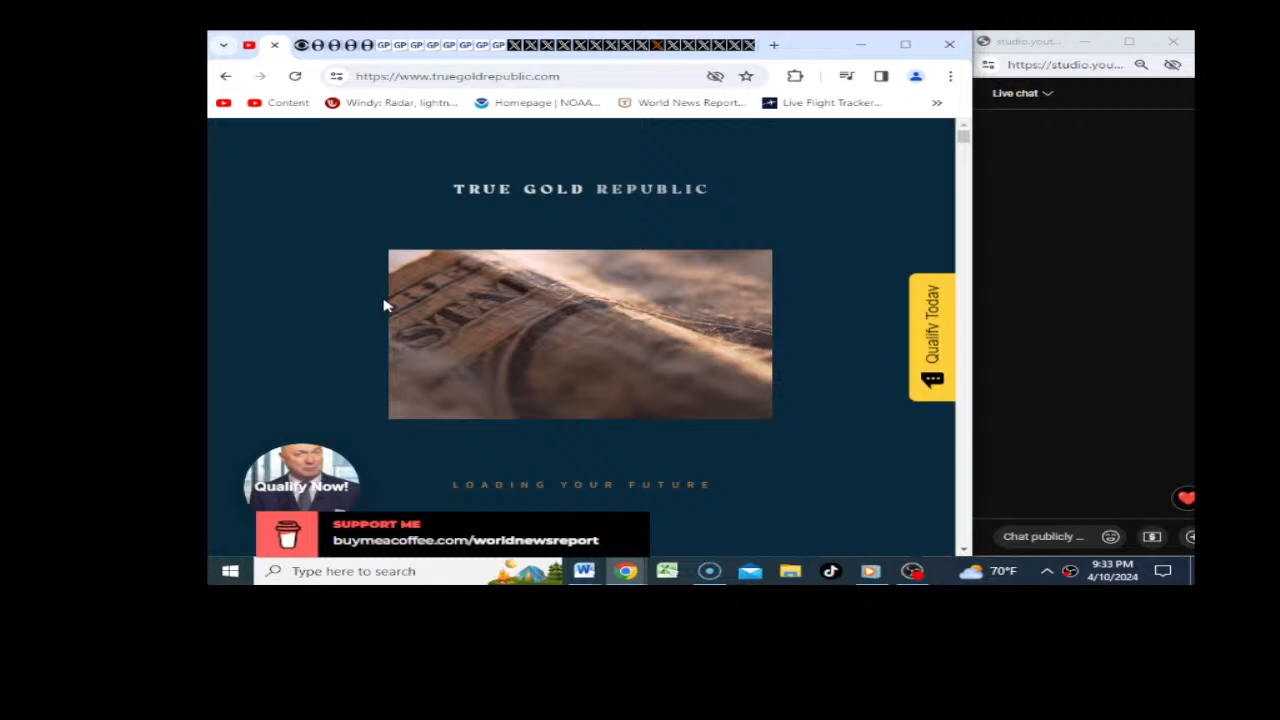 https://www.truegoldrepublic.com
Content
Windy: Radar, lightn...
Homepage | NOAA...
World News Report...
Live Flight Tracker...
»
studio.yout...
https://studio.you...
Live chat
TRUE GOLD REPUBLIC
STAT
Qualify Today
Qualify Now!
LOADING YOUR FUTURE
SUPPORT ME
buymeacoffee.com/worldnewsreport
Chat publicly ...
Type here to search
70°F
9:33 PM
4/10/2024